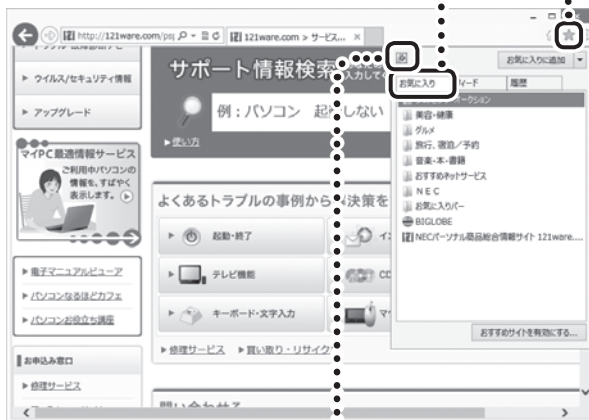 http://121ware.com/ps
121ware.com > サービス...
お気に入りに追加
お気に入り
履歴
美容・健康
グルメ
旅行、宿泊／予約
音楽・本・書籍
おすすめネットサービス
NEC
お気に入りバー
BIGLOBE
NECパーソナル商品総合情報サイト 121ware....
おすすめサイトを有効にする...
ウイルス/セキュリティ情報
アップグレード
マイPC最適情報サービス
ご利用中パソコンの
情報を、すばやく
表示します。
電子マニュアルビューア
パソコンなるほどカフェ
パソコンお役立ち講座
お申込み窓口
修理サービス
サポート情報検索
入力してく
例：パソコン 起 しない
使い方
よくあるトラブルの事例から 決策を
起動・終了
テレビ機能
CD
キーボード・文字入力
マウ
修理サービス
買い取り・リサイク